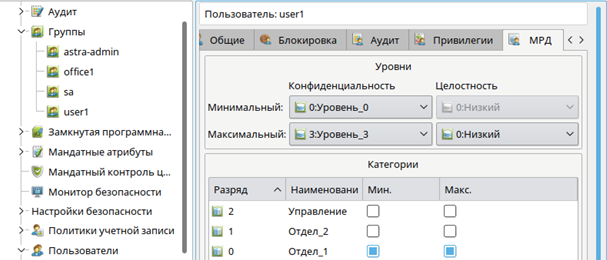 Аудит
Группы
astra-admin
office1
sa
user1
Замкнутая программна...
Мандатные атрибуты
Мандатный контроль ц...
Монитор безопасности
Настройки безопасности
Политики учетной записи
Пользователи
Пользователь: user1
Общие Блокировка Аудит Привилегии МРД
Уровни
Конфиденциальность Целостность
Минимальный: 0:Уровень_0 0:Низкий
Максимальный: 3:Уровень_3 0:Низкий
Категории
Разряд Наименовани Мин. Макс.
2 Управление
1 Отдел_2
0 Отдел_1